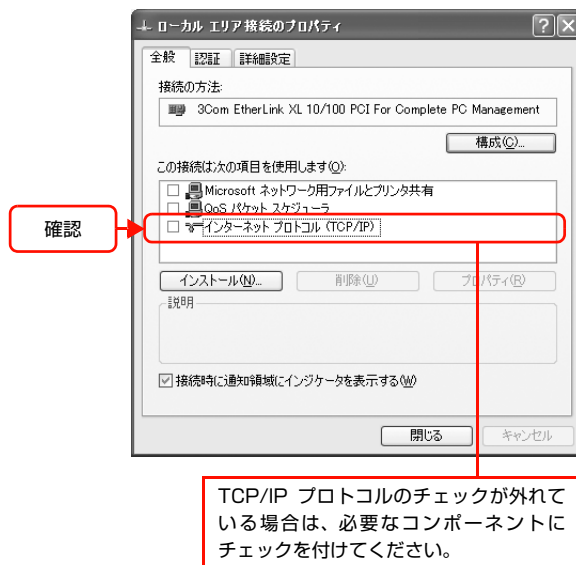 ローカル エリア接続のプロパティ
全般 認証 詳細設定
接続の方法:
3Com EtherLink XL 10/100 PCI For Complete PC Management
構成(C)...
この接続は次の項目を使用します(O):
Microsoft ネットワーク用ファイルとプリンタ共有
QoS パケット スケジューラ
インターネット プロトコル (TCP/IP)
確認
インストール(N)... 削除(U) プロパティ(R)
説明
接続時に通知領域にインジケータを表示する(W)
閉じる キャンセル
TCP/IP プロトコルのチェックが外れて
いる場合は、必要なコンポーネントに
チェックを付けてください。